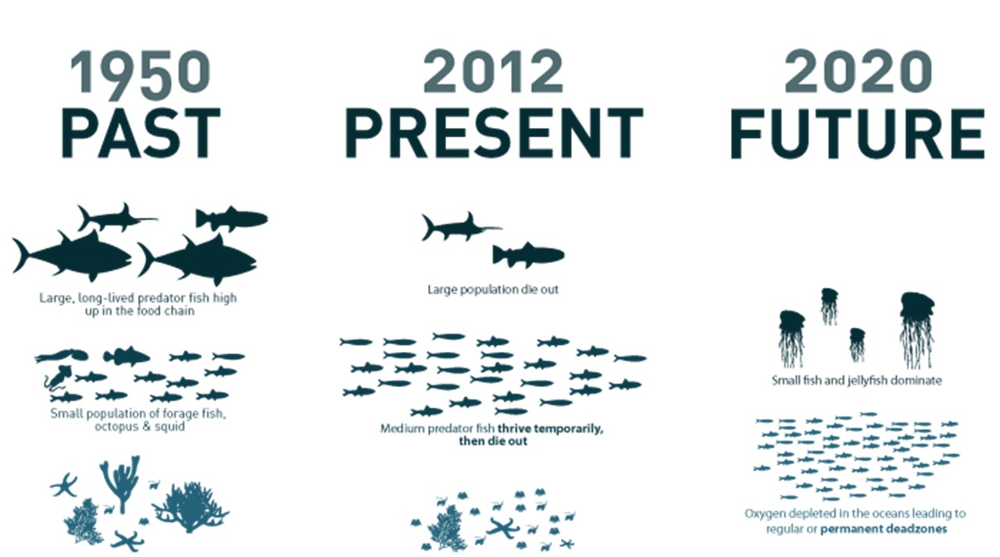 1950
PAST
Large, long-lived predator fish high
up in the food chain
Small population of forage fish,
octopus & squid
2012
PRESENT
Large population die out
Medium predator fish thrive temporarily,
then die out
2020
FUTURE
Small fish and jellyfish dominate
Oxygen depleted in the oceans leading to
regular or permanent deadzones